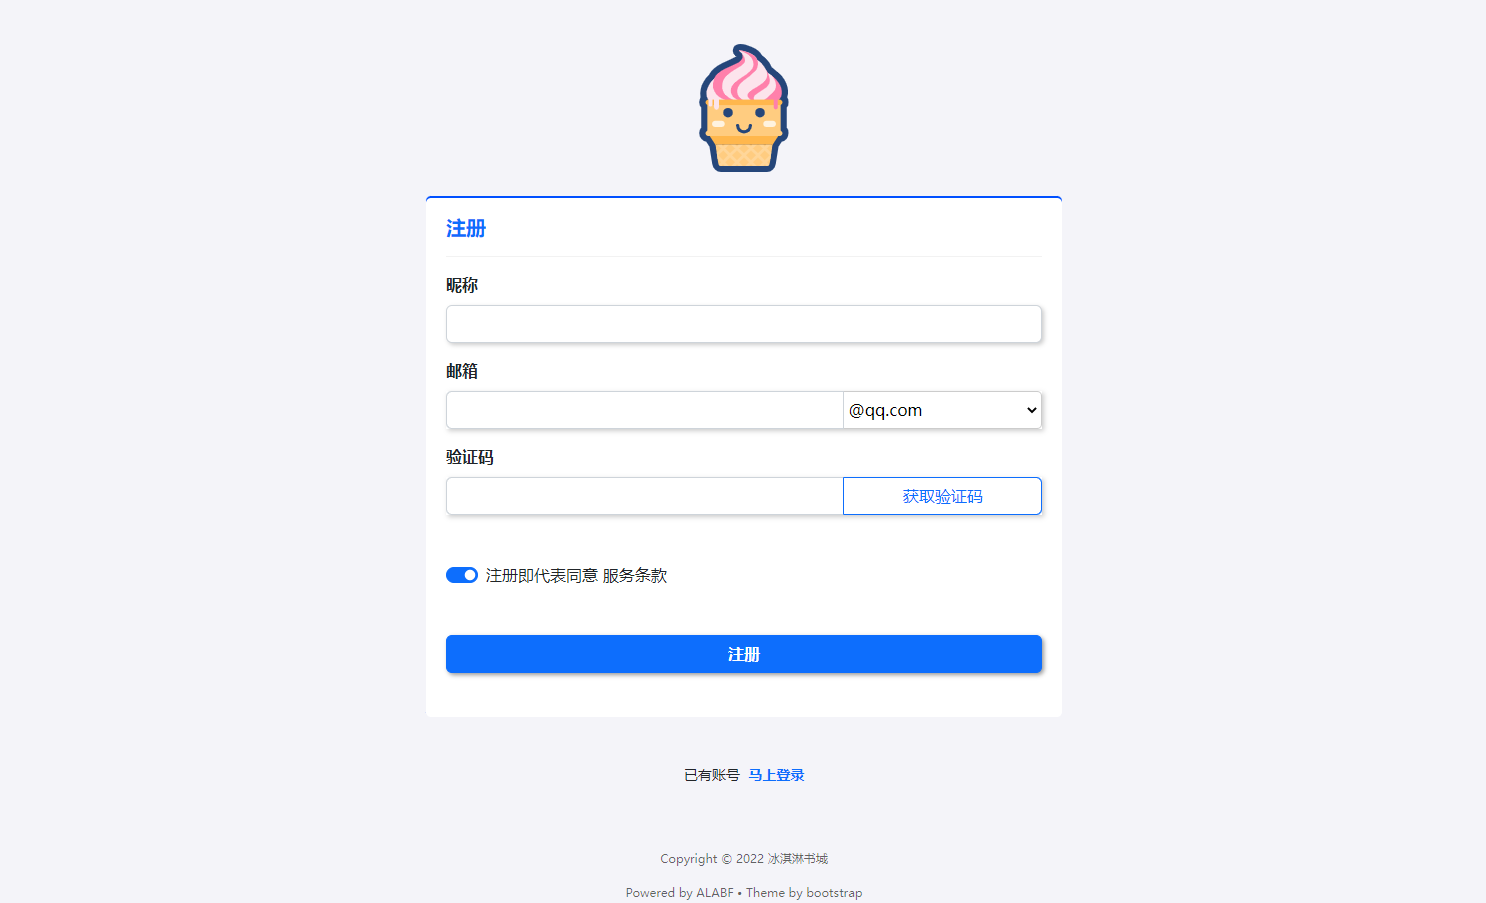 注册
昵称
邮箱
@qq.com
验证码
获取验证码
注册即代表同意 服务条款
注册
已有账号 马上登录
Copyright © 2022 冰淇淋书城
Powered by ALABF • Theme by bootstrap